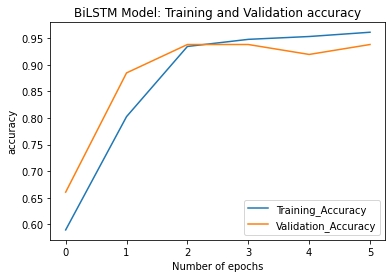 BiLSTM Model: Training and Validation accuracy
accuracy
0.95
0.90
0.85
0.80
0.75
0.70
0.65
0.60
Training_Accuracy
Validation_Accuracy
0 1 2 3 4 5
Number of epochs